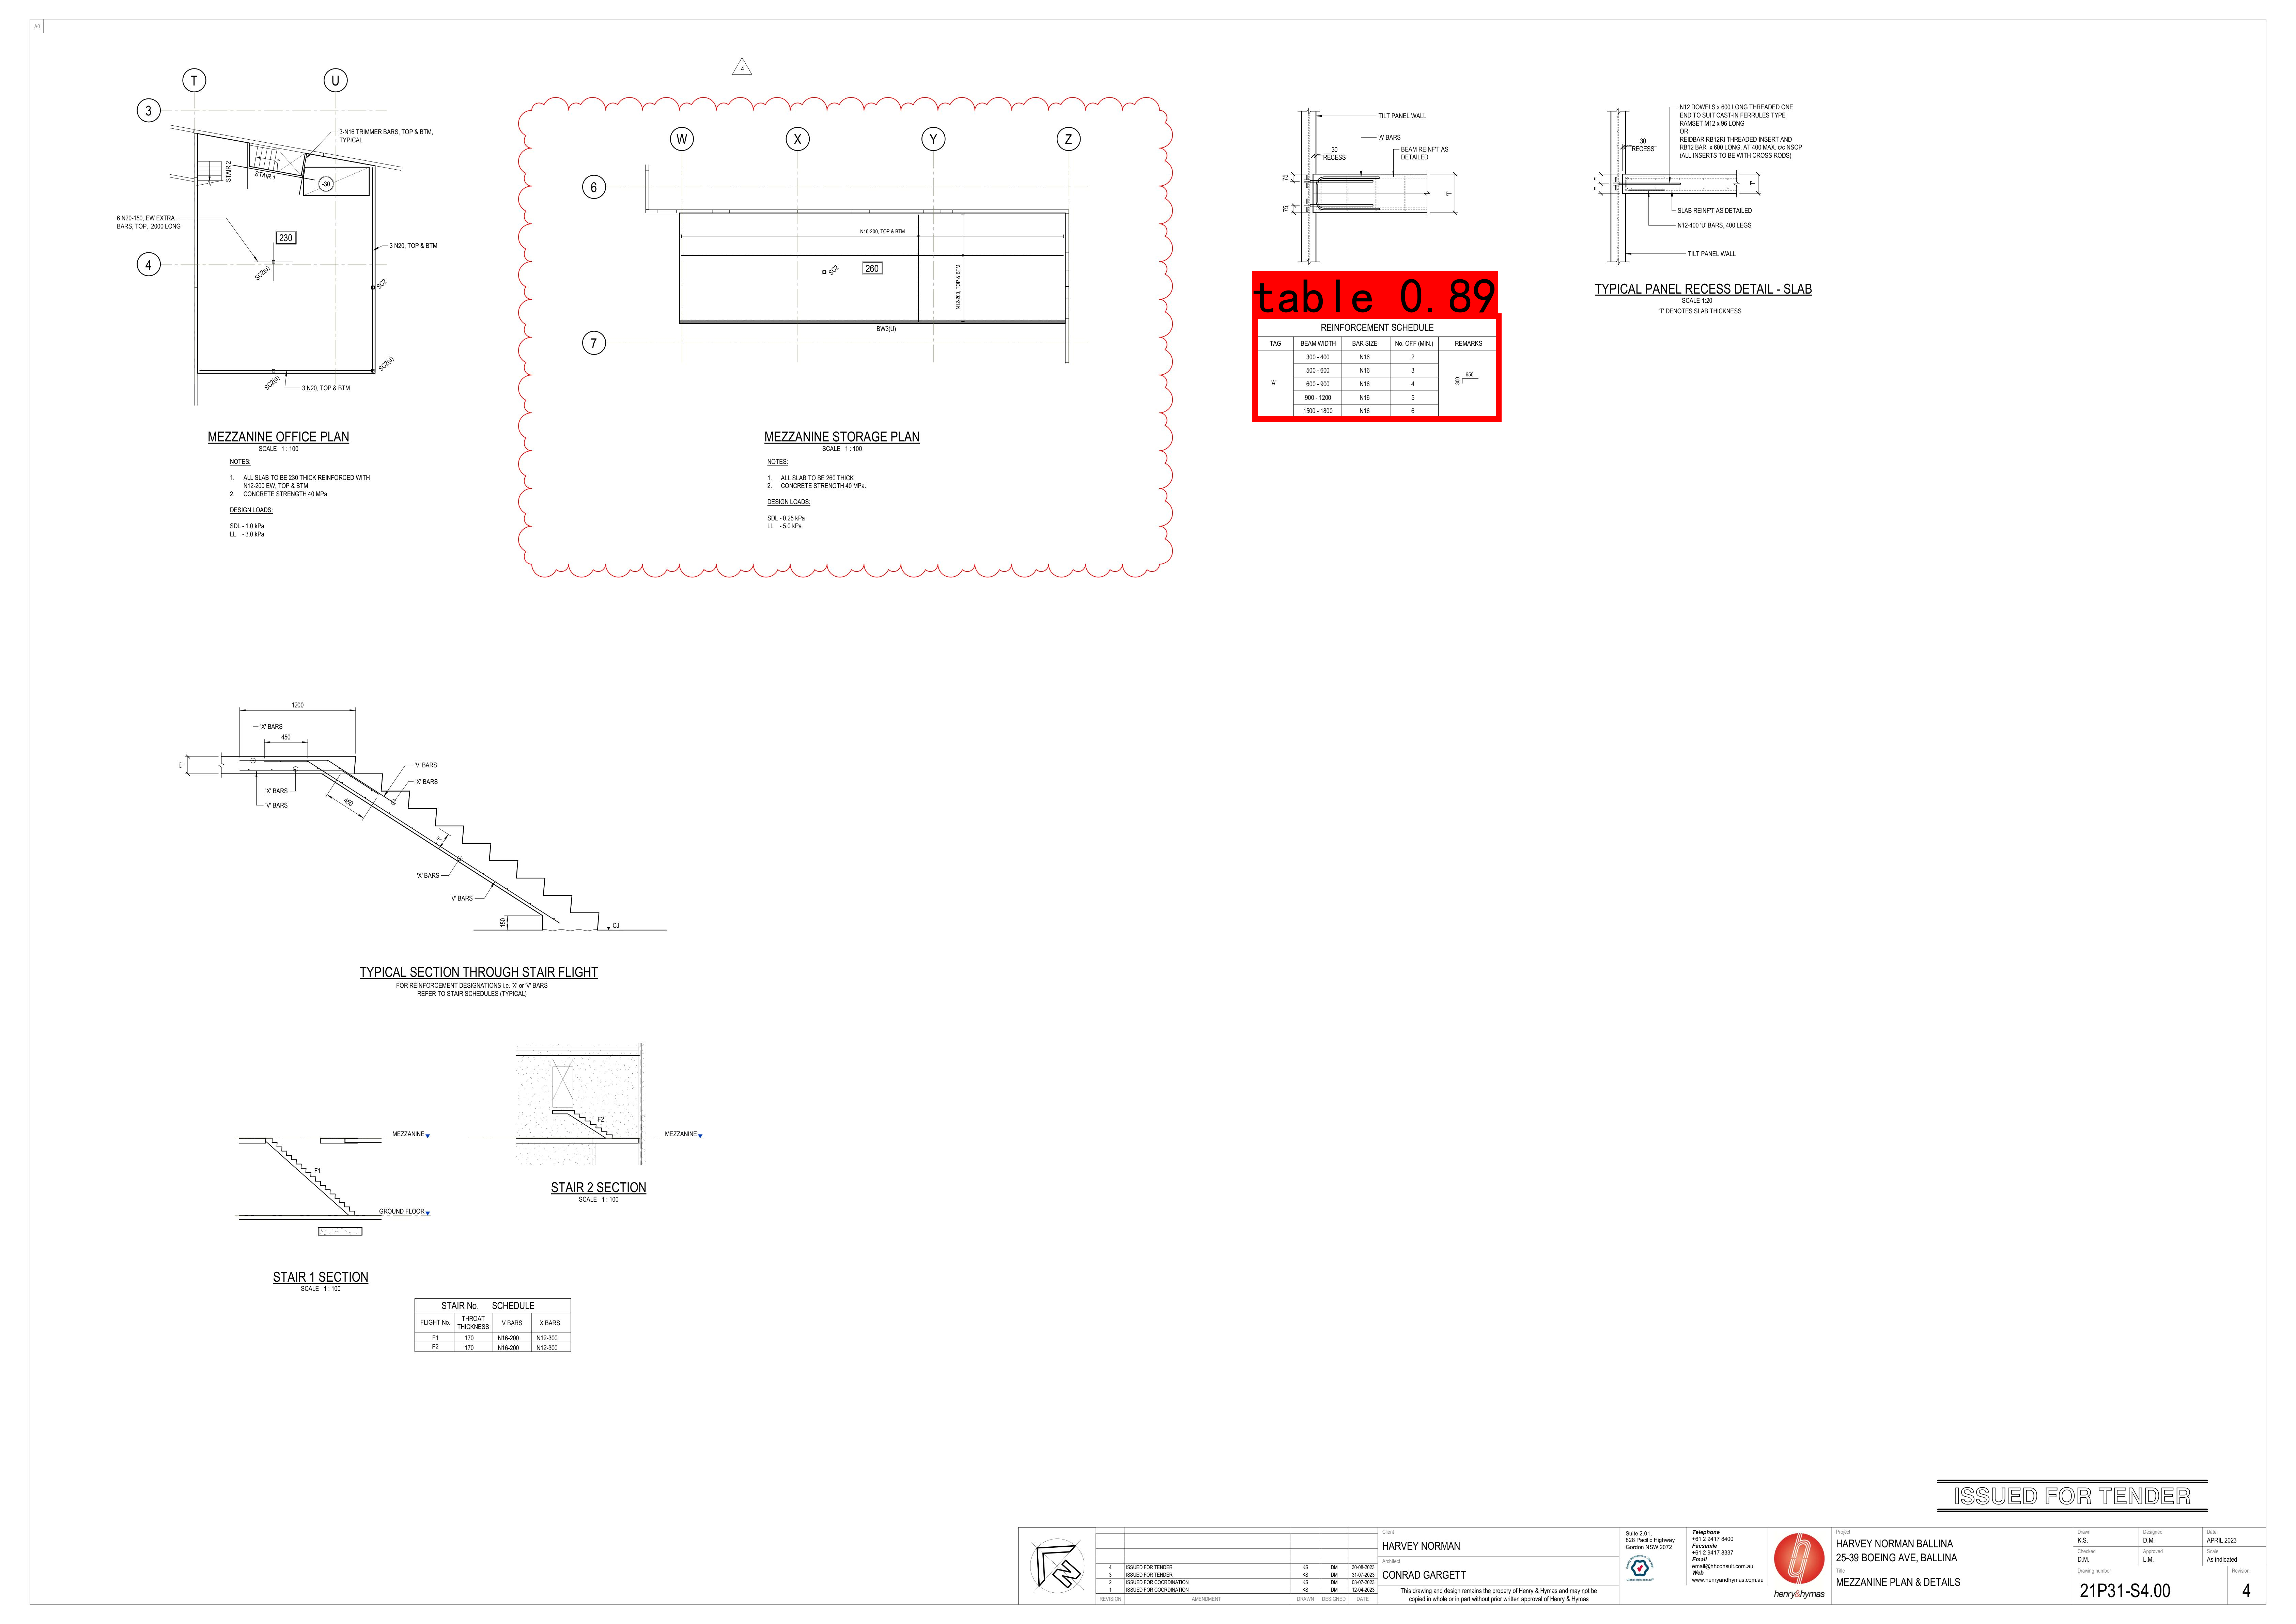 A0
T
U
3
4
3-N16 TRIMMER BARS, TOP & BTM,
TYPICAL
STAIR 2
STAIR 1
-30
6 N20-150, EW EXTRA
BARS, TOP, 2000 LONG
230
3 N20, TOP & BTM
SC2(u)
SC2
SC2(u)
SC2(u)
3 N20, TOP & BTM
MEZZANINE OFFICE PLAN
SCALE 1 : 100
NOTES:
1. ALL SLAB TO BE 230 THICK REINFORCED WITH
N12-200 EW, TOP & BTM
2. CONCRETE STRENGTH 40 MPa.
DESIGN LOADS:
SDL - 1.0 kPa
LL - 3.0 kPa
4
W
X
Y
Z
6
7
N16-200, TOP & BTM
SC2
260
N12-200, TOP & BTM
BW3(U)
MEZZANINE STORAGE PLAN
SCALE 1 : 100
NOTES:
1. ALL SLAB TO BE 260 THICK
2. CONCRETE STRENGTH 40 MPa.
DESIGN LOADS:
SDL - 0.25 kPa
LL - 5.0 kPa
TILT PANEL WALL
'A' BARS
30
RECESS
BEAM REINF'T AS
DETAILED
75
75
'T'
table 0.89
REINFORCEMENT SCHEDULE
TAG BEAM WIDTH BAR SIZE No. OFF (MIN.) REMARKS
300 - 400 N16 2
500 - 600 N16 3
'A' 600 - 900 N16 4 300 650
900 - 1200 N16 5
1500 - 1800 N16 6
N12 DOWELS x 600 LONG THREADED ONE
END TO SUIT CAST-IN FERRULES TYPE
RAMSET M12 x 96 LONG
OR
REIDBAR RB12RI THREADED INSERT AND
RB12 BAR x 600 LONG, AT 400 MAX. c/c NSOP
(ALL INSERTS TO BE WITH CROSS RODS)
30
RECESS
'T'
SLAB REINF'T AS DETAILED
N12-400 'U' BARS, 400 LEGS
TILT PANEL WALL
TYPICAL PANEL RECESS DETAIL - SLAB
SCALE 1:20
'T' DENOTES SLAB THICKNESS
1200
'X' BARS
450
'T'
'V' BARS
'X' BARS
'X' BARS
'V' BARS
450
'T'
'X' BARS
'V' BARS
150
CJ
TYPICAL SECTION THROUGH STAIR FLIGHT
FOR REINFORCEMENT DESIGNATIONS i.e. 'X' or 'V' BARS
REFER TO STAIR SCHEDULES (TYPICAL)
F2
MEZZANINE
STAIR 2 SECTION
SCALE 1 : 100
MEZZANINE
F1
GROUND FLOOR
STAIR 1 SECTION
SCALE 1 : 100
STAIR No. SCHEDULE
FLIGHT No. THROAT THICKNESS V BARS X BARS
F1 170 N16-200 N12-300
F2 170 N16-200 N12-300
ISSUED FOR TENDER
N
4 ISSUED FOR TENDER KS DM 30-08-2023
3 ISSUED FOR TENDER KS DM 31-07-2023
2 ISSUED FOR COORDINATION KS DM 03-07-2023
1 ISSUED FOR COORDINATION KS DM 12-04-2023
REVISION AMENDMENT DRAWN DESIGNED DATE
Client
HARVEY NORMAN
Architect
CONRAD GARGETT
This drawing and design remains the propery of Henry & Hymas and may not be
copied in whole or in part without prior written approval of Henry & Hymas
Suite 2.01,
828 Pacific Highway
Gordon NSW 2072
Telephone
+61 2 9417 8400
Facsimile
+61 2 9417 8337
Email
email@hhconsult.com.au
Web
www.henryandhymas.com.au
henry&hymas
Project
HARVEY NORMAN BALLINA
25-39 BOEING AVE, BALLINA
Title
MEZZANINE PLAN & DETAILS
Drawn
K.S.
Designed
D.M.
Date
APRIL 2023
Checked
D.M.
Approved
L.M.
Scale
As indicated
Drawing number
21P31-S4.00
Revision
4